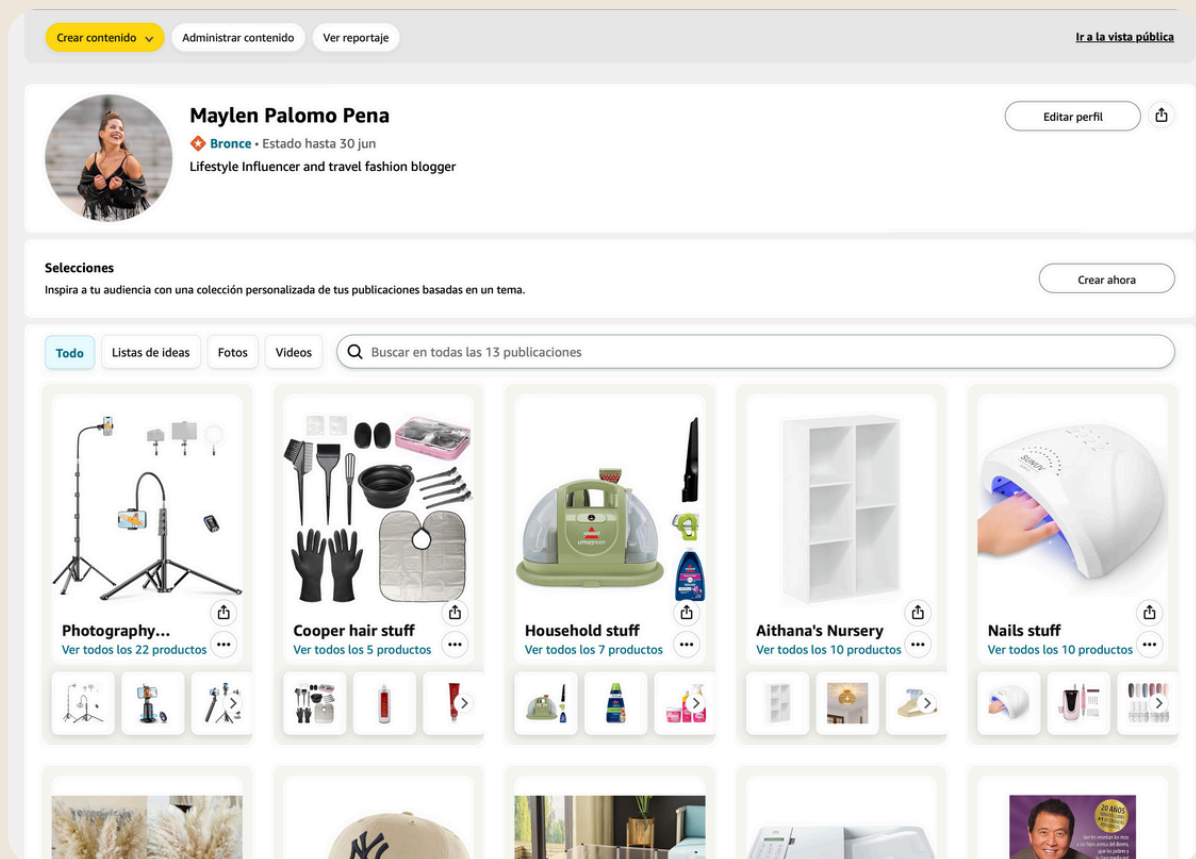 Crear contenido
Administrar contenido
Ver reportaje
Ir a la vista pública
Maylen Palomo Pena
Bronce • Estado hasta 30 jun
Lifestyle Influencer and travel fashion blogger
Editar perfil
Selecciones
Inspira a tu audiencia con una colección personalizada de tus publicaciones basadas en un tema.
Crear ahora
Todo
Listas de ideas
Fotos
Videos
Buscar en todas las 13 publicaciones
SUNUV
Photography...
Ver todos los 22 productos
Cooper hair stuff
Ver todos los 5 productos
Household stuff
Ver todos los 7 productos
Aithana's Nursery
Ver todos los 10 productos
Nails stuff
Ver todos los 10 productos
20 AÑOS